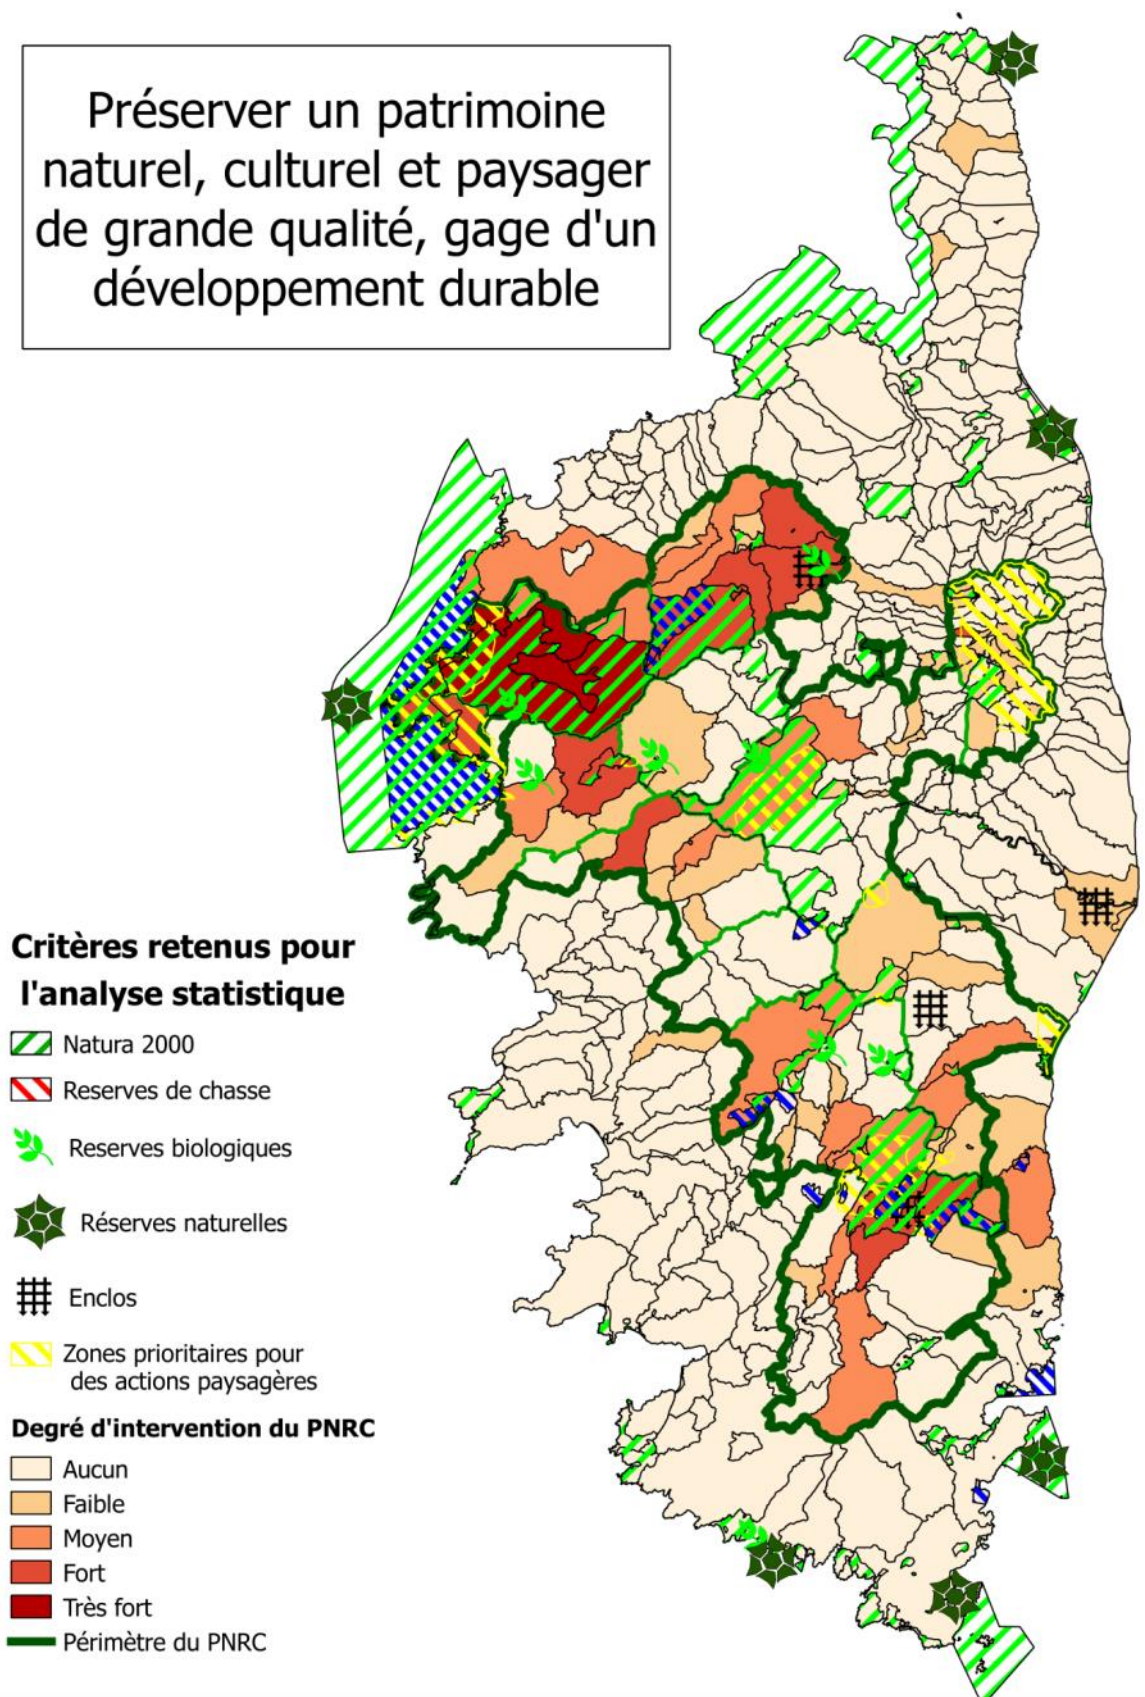 Préserver un patrimoine
naturel, culturel et paysager
de grande qualité, gage d'un
développement durable
Critères retenus pour
l'analyse statistique
Natura 2000
Reserves de chasse
Reserves biologiques
Réserves naturelles
Enclos
Zones prioritaires pour
des actions paysagères
Degré d'intervention du PNRC
Aucun
Faible
Moyen
Fort
Très fort
Périmètre du PNRC